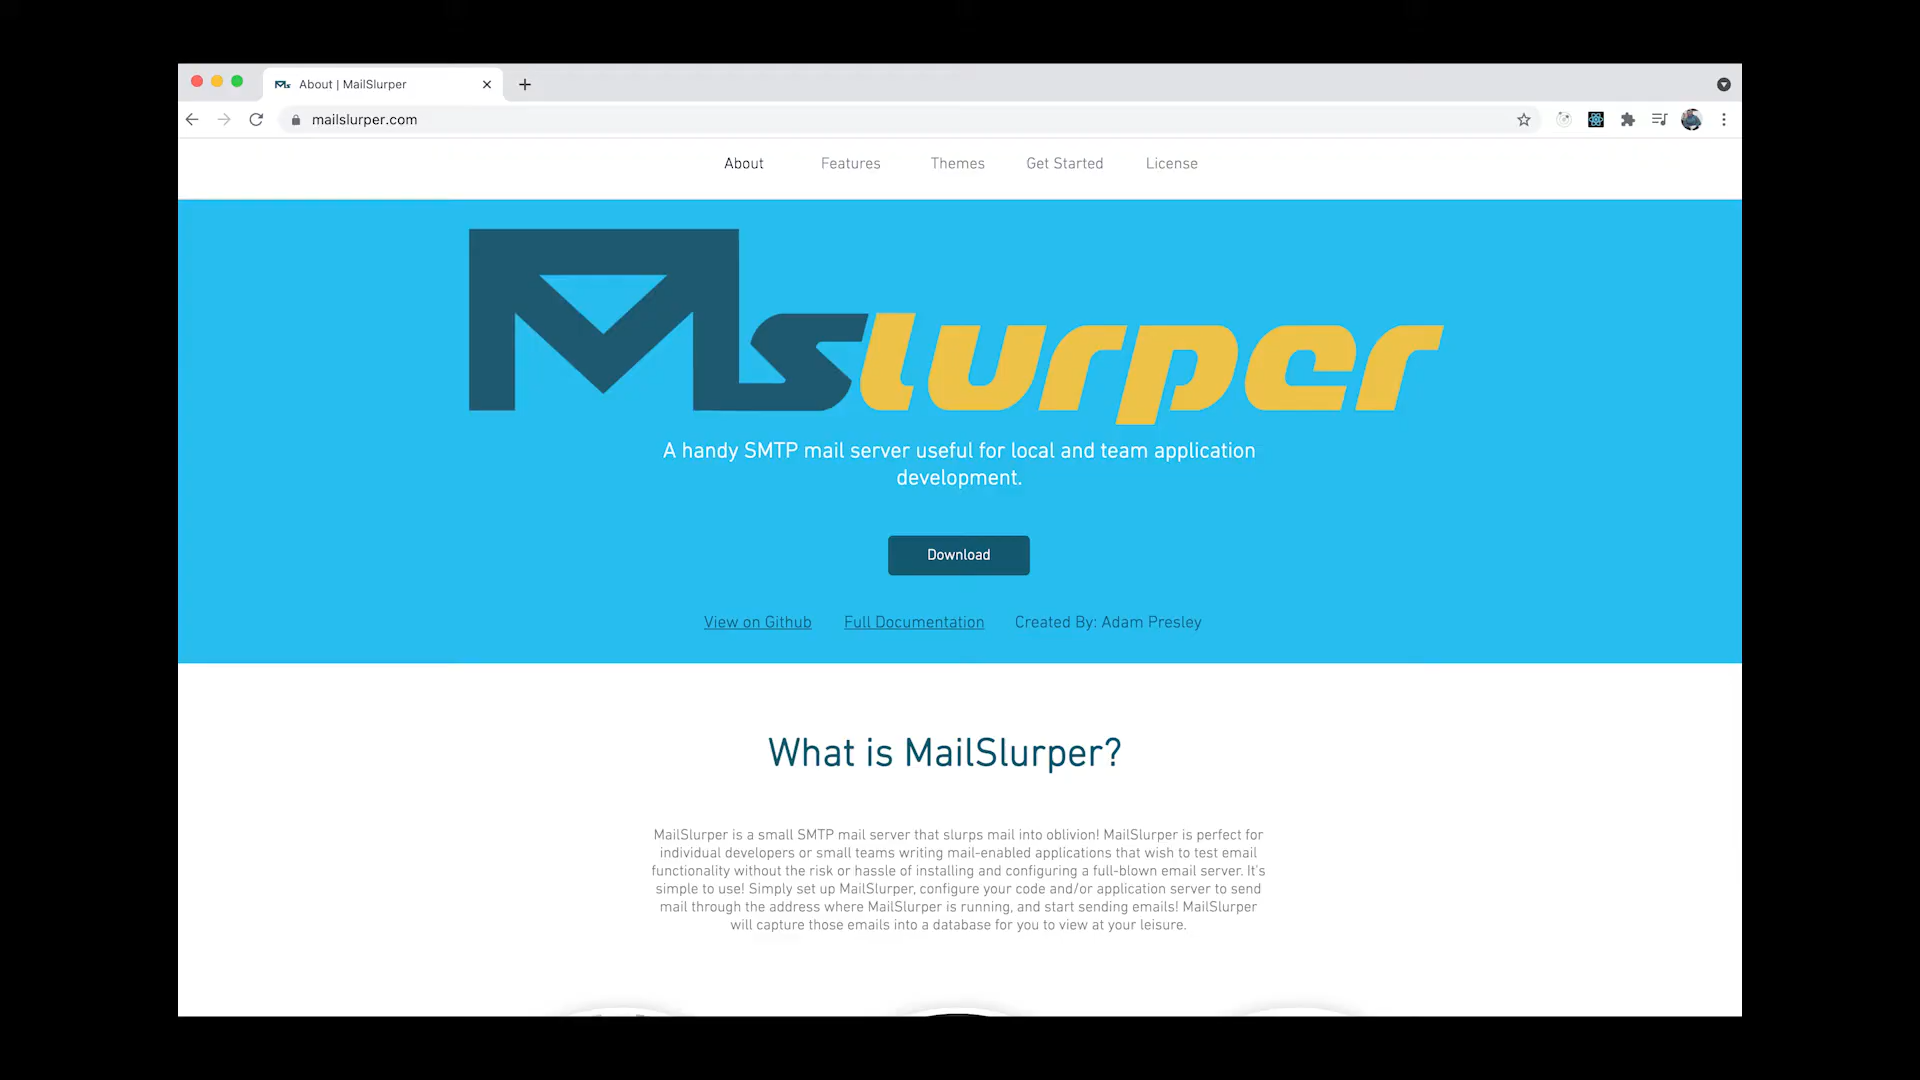 About | MailSlurper
mailslurper.com
About Features Themes Get Started License
Mslurper
A handy SMTP mail server useful for local and team application
development.
Download
View on Github Full Documentation Created By: Adam Presley
What is MailSlurper?
MailSlurper is a small SMTP mail server that slurps mail into oblivion! MailSlurper is perfect for
individual developers or small teams writing mail-enabled applications that wish to test email
functionality without the risk or hassle of installing and configuring a full-blown email server. It's
simple to use! Simply set up MailSlurper, configure your code and/or application server to send
mail through the address where MailSlurper is running, and start sending emails! MailSlurper
will capture those emails into a database for you to view at your leisure.